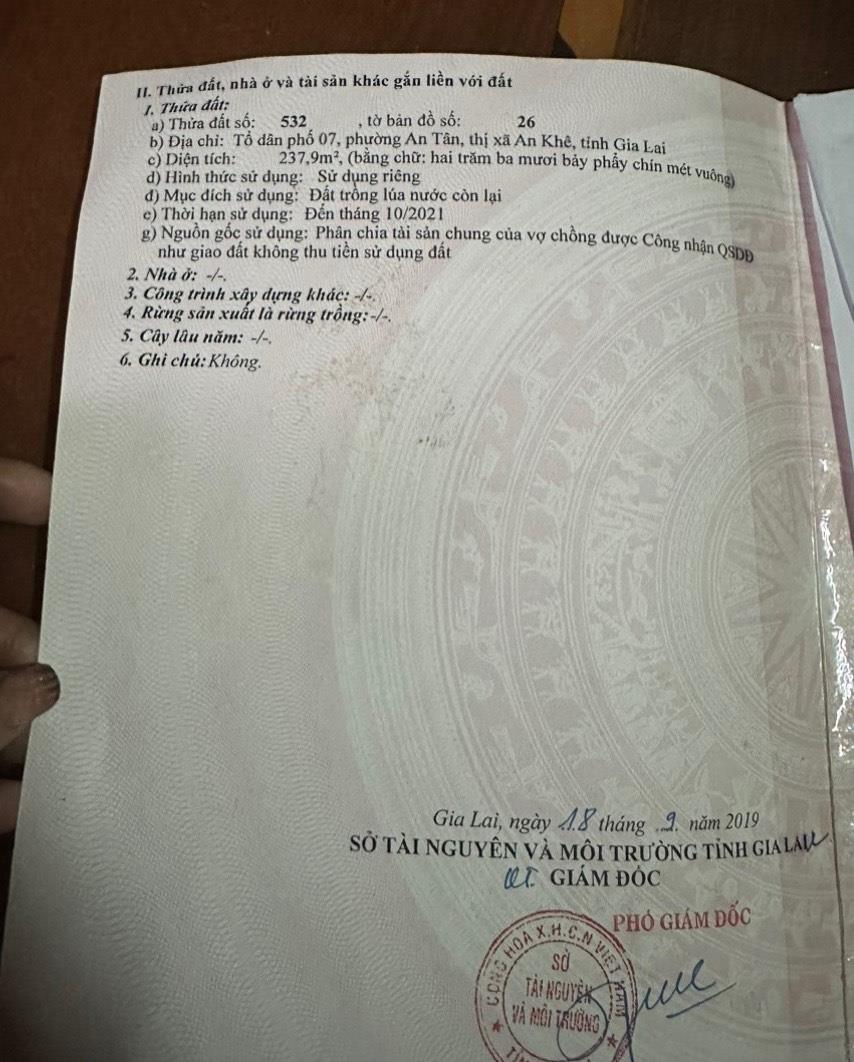 II. Thửa đất, nhà ở và tài sản khác gắn liền với đất
1. Thửa đất:
a) Thửa đất số: 532 , tờ bản đồ số: 26
b) Địa chỉ: Tổ dân phố 07, phường An Tân, thị xã An Khê, tỉnh Gia Lai
c) Diện tích: 237,9m², (bằng chữ: hai trăm ba mươi bảy phẩy chín mét vuông)
d) Hình thức sử dụng: Sử dụng riêng
đ) Mục đích sử dụng: Đất trồng lúa nước còn lại
e) Thời hạn sử dụng: Đến tháng 10/2021
g) Nguồn gốc sử dụng: Phân chia tài sản chung của vợ chồng được Công nhận QSDĐ
như giao đất không thu tiền sử dụng đất
2. Nhà ở: -/-.
3. Công trình xây dựng khác: -/-.
4. Rừng sản xuất là rừng trồng: -/-.
5. Cây lâu năm: -/-.
6. Ghi chú: Không.
Gia Lai, ngày 18 tháng 9 năm 2019
SỞ TÀI NGUYÊN VÀ MÔI TRƯỜNG TỈNH GIA LAI
KT. GIÁM ĐỐC
PHÓ GIÁM ĐỐC
CỘNG HOÀ X.H.C.N VIỆT NAM
SỞ
TÀI NGUYÊN
VÀ MÔI TRƯỜNG